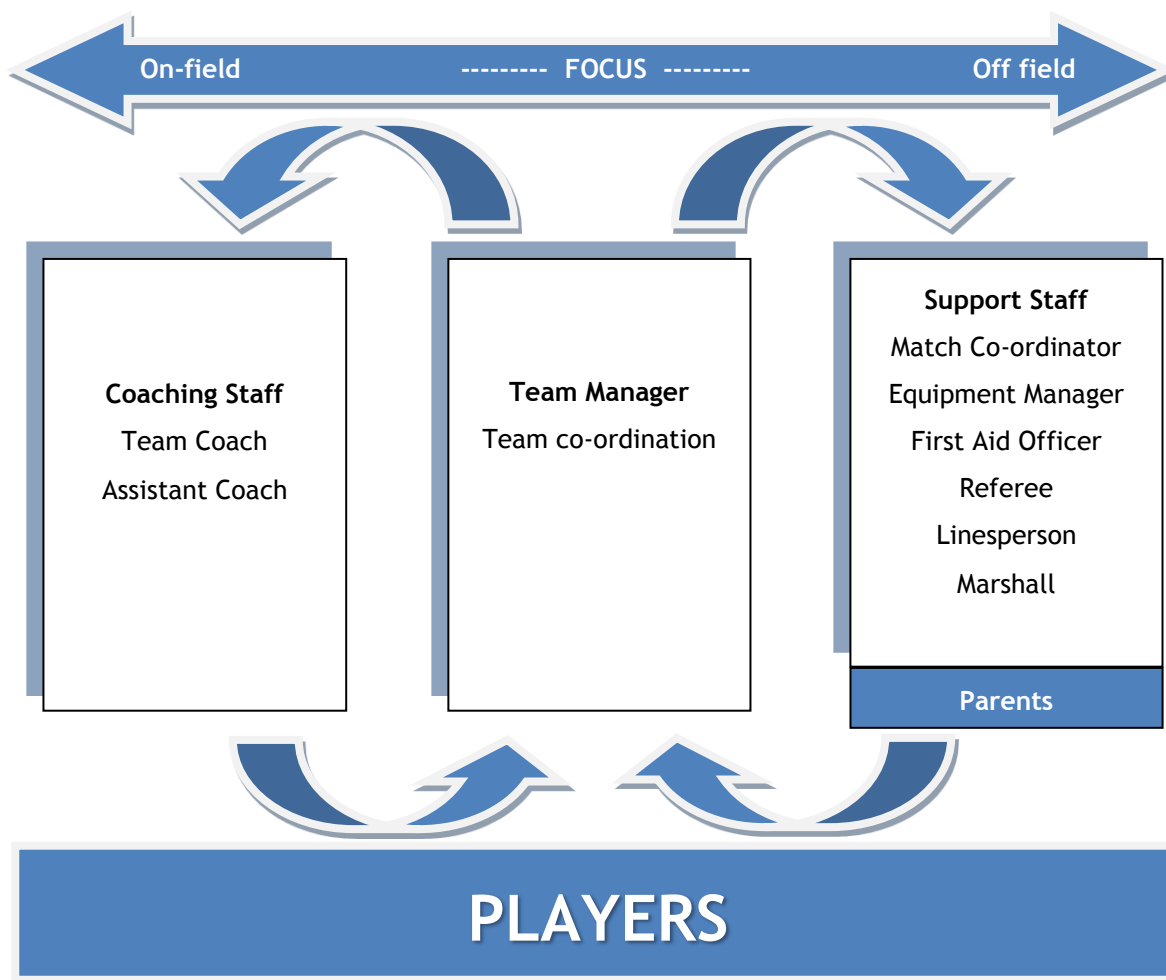 On-field --------- FOCUS --------- Off field
Coaching Staff
Team Coach
Assistant Coach
Team Manager
Team co-ordination
Support Staff
Match Co-ordinator
Equipment Manager
First Aid Officer
Referee
Linesperson
Marshall
Parents
PLAYERS